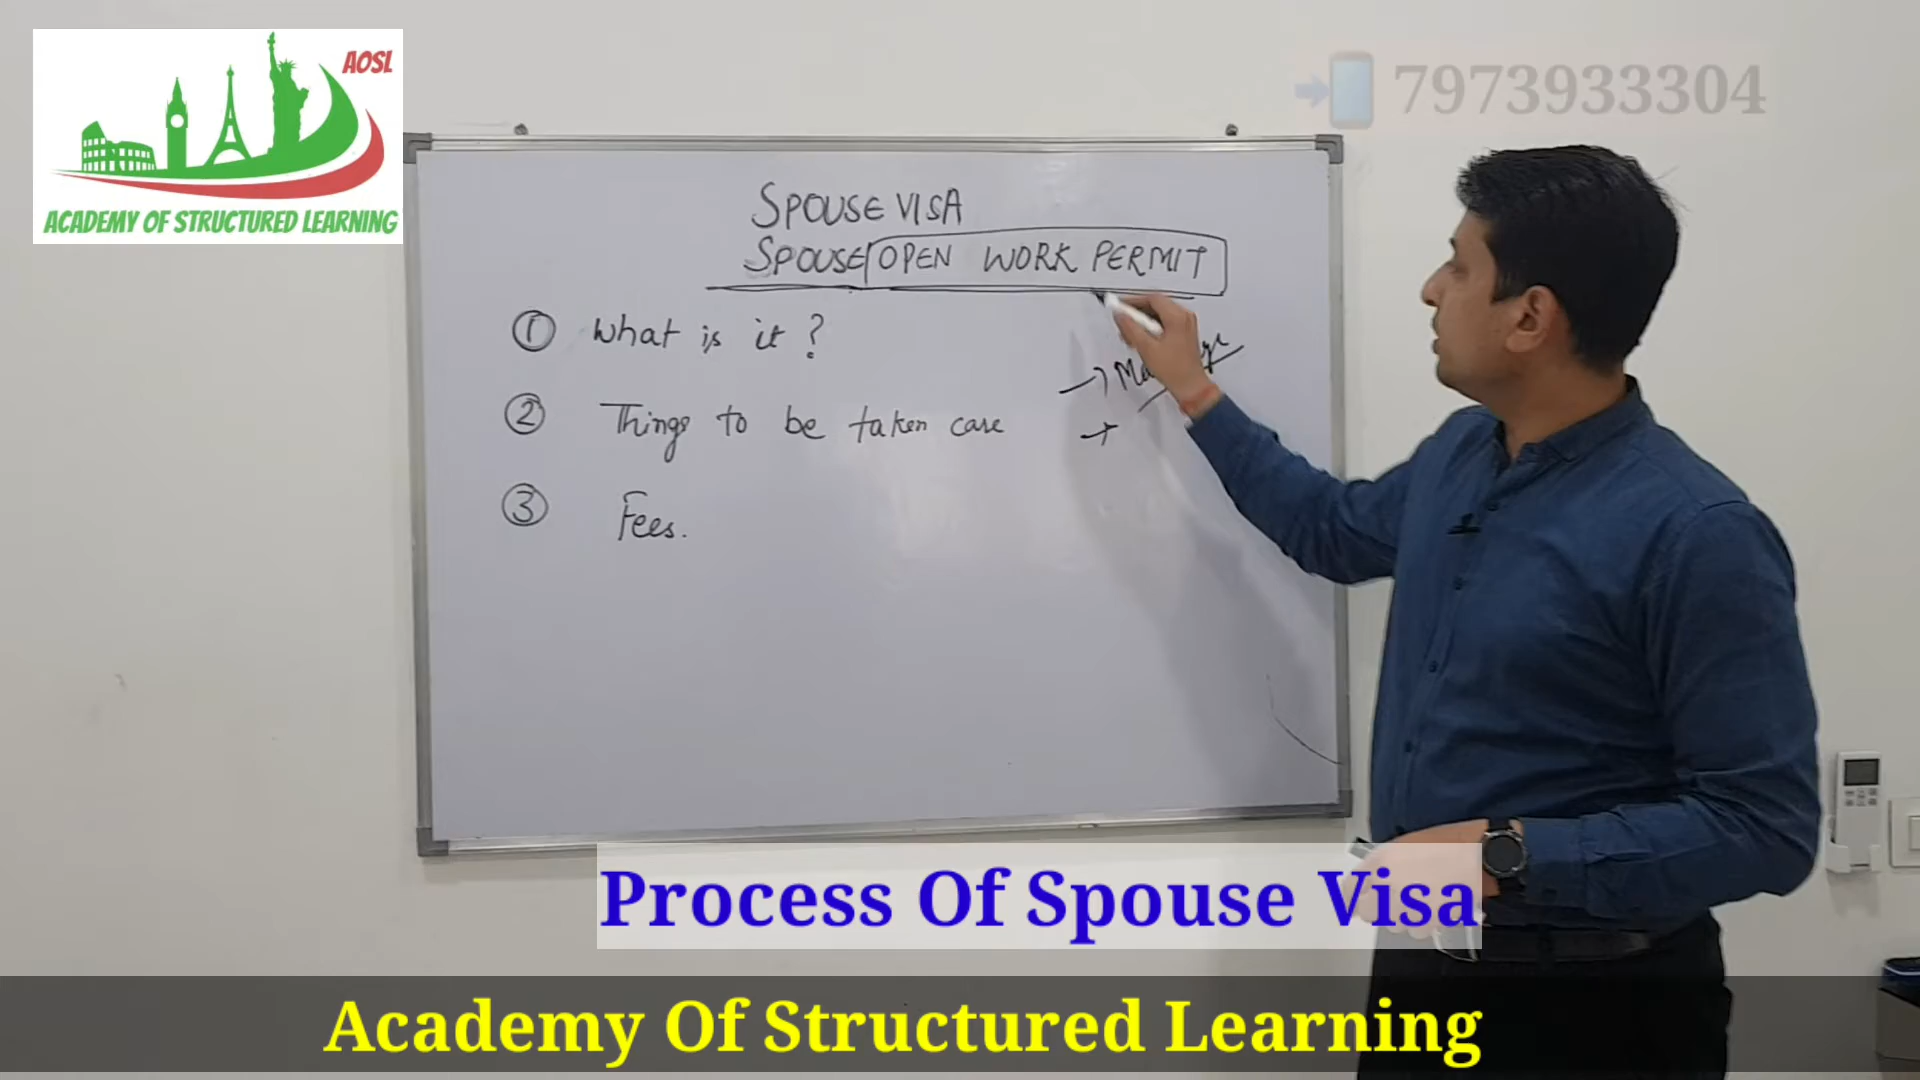 AOSL
ACADEMY OF STRUCTURED LEARNING
7973933304
SPOUSE VISA
SPOUSE OPEN WORK PERMIT
① What is it?
② Things to be taken care
③ Fees.
Process Of Spouse Visa
Academy Of Structured Learning